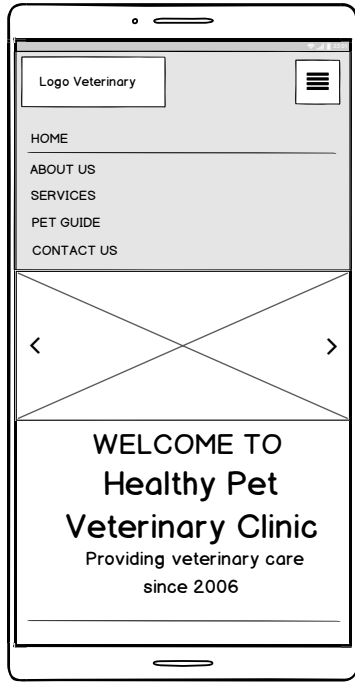 Logo Veterinary
HOME
ABOUT US
SERVICES
PET GUIDE
CONTACT US
WELCOME TO
Healthy Pet
Veterinary Clinic
Providing veterinary care
since 2006